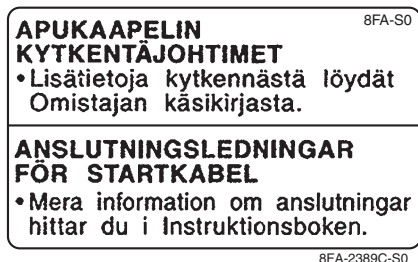 8FA-S0
APUKAAPELIN
KYTKENTÄJOHTIMET
•Lisätietoja kytkennästä löydät
Omistajan käsikirjasta.
ANSLUTNINGSLEDNINGAR
FÖR STARTKABEL
•Mera information om anslutningar
hittar du i Instruktionsboken.
8FA-2389C-S0